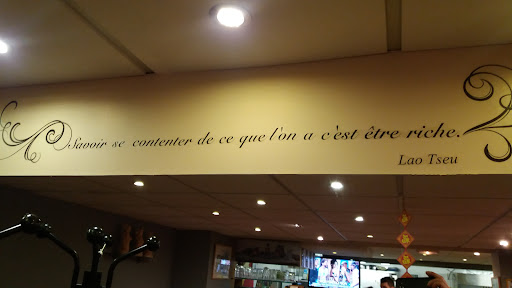 Savoir se contenter de ce que l'on a c'est être riche.
Lao Tseu